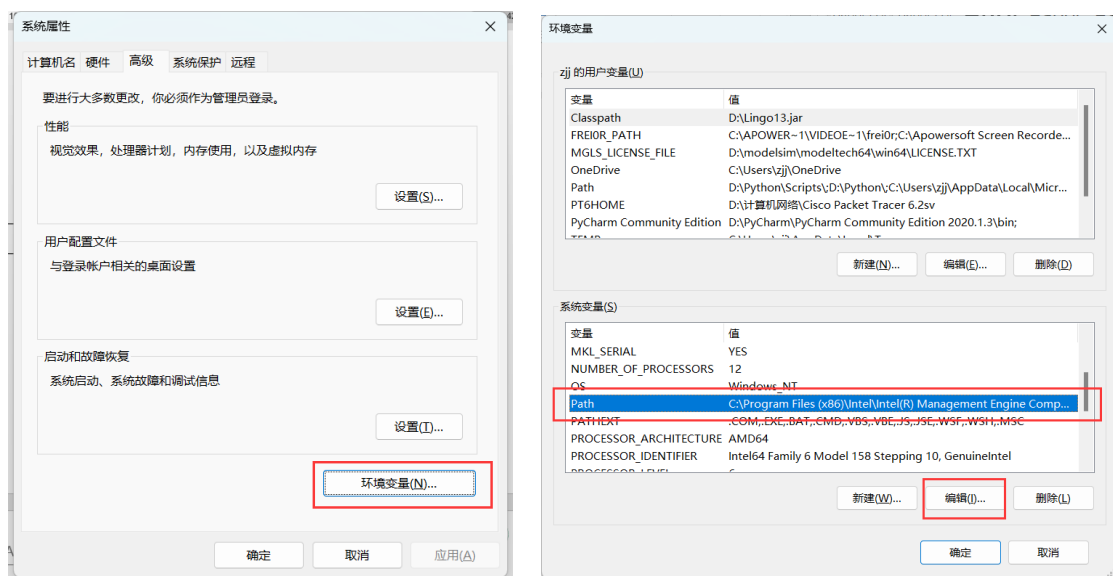 系统属性
计算机名 硬件 高级 系统保护 远程
要进行大多数更改，你必须作为管理员登录。
性能
视觉效果，处理器计划，内存使用，以及虚拟内存
设置(S)...
用户配置文件
与登录帐户相关的桌面设置
设置(E)...
启动和故障恢复
系统启动、系统故障和调试信息
设置(T)...
环境变量(N)...
确定 取消 应用(A)
环境变量
zjj 的用户变量(U)
变量 值
Classpath D:\Lingo13.jar
FREI0R_PATH C:\APOWER~1\VIDEOE~1\frei0r;C:\Apowersoft Screen Recorde...
MGLS_LICENSE_FILE D:\modelsim\modeltech64\win64\LICENSE.TXT
OneDrive C:\Users\zjj\OneDrive
Path D:\Python\Scripts\;D:\Python\;C:\Users\zjj\AppData\Local\Micr...
PT6HOME D:\计算机网络\Cisco Packet Tracer 6.2sv
PyCharm Community Edition D:\PyCharm\PyCharm Community Edition 2020.1.3\bin;
新建(N)... 编辑(E)... 删除(D)
系统变量(S)
变量 值
MKL_SERIAL YES
NUMBER_OF_PROCESSORS 12
OS Windows_NT
Path C:\Program Files (x86)\Intel\Intel(R) Management Engine Comp...
PATHEXT .COM;.EXE;.BAT;.CMD;.VBS;.VBE;.JS;.JSE;.WSF;.WSH;.MSC
PROCESSOR_ARCHITECTURE AMD64
PROCESSOR_IDENTIFIER Intel64 Family 6 Model 158 Stepping 10, GenuineIntel
新建(W)... 编辑(I)... 删除(L)
确定 取消